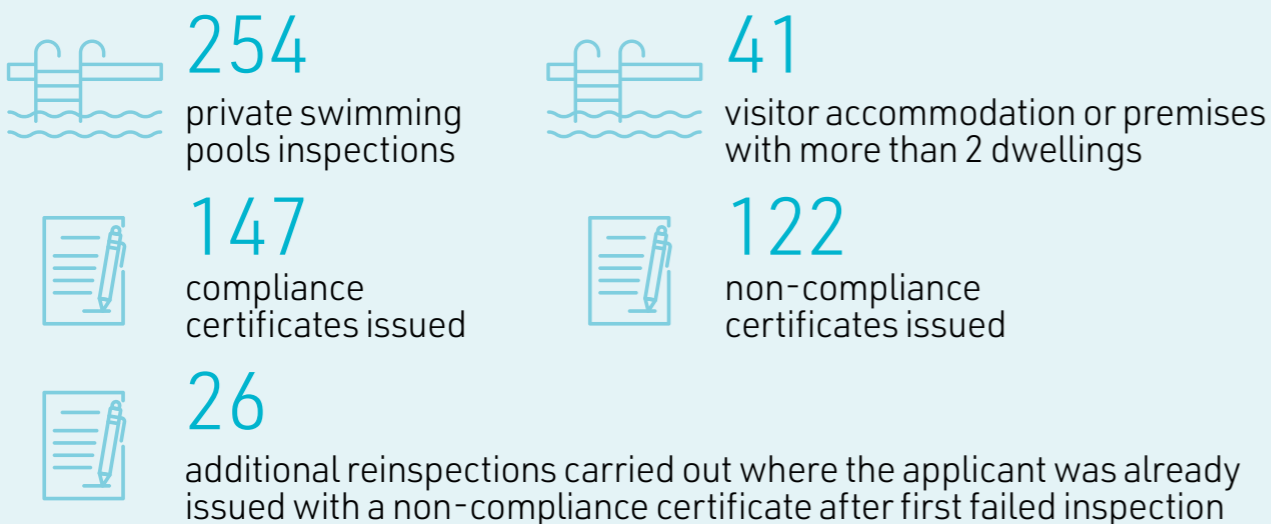 254
private swimming
pools inspections
41
visitor accommodation or premises
with more than 2 dwellings
147
compliance
certificates issued
122
non-compliance
certificates issued
26
additional reinspections carried out where the applicant was already
issued with a non-compliance certificate after first failed inspection